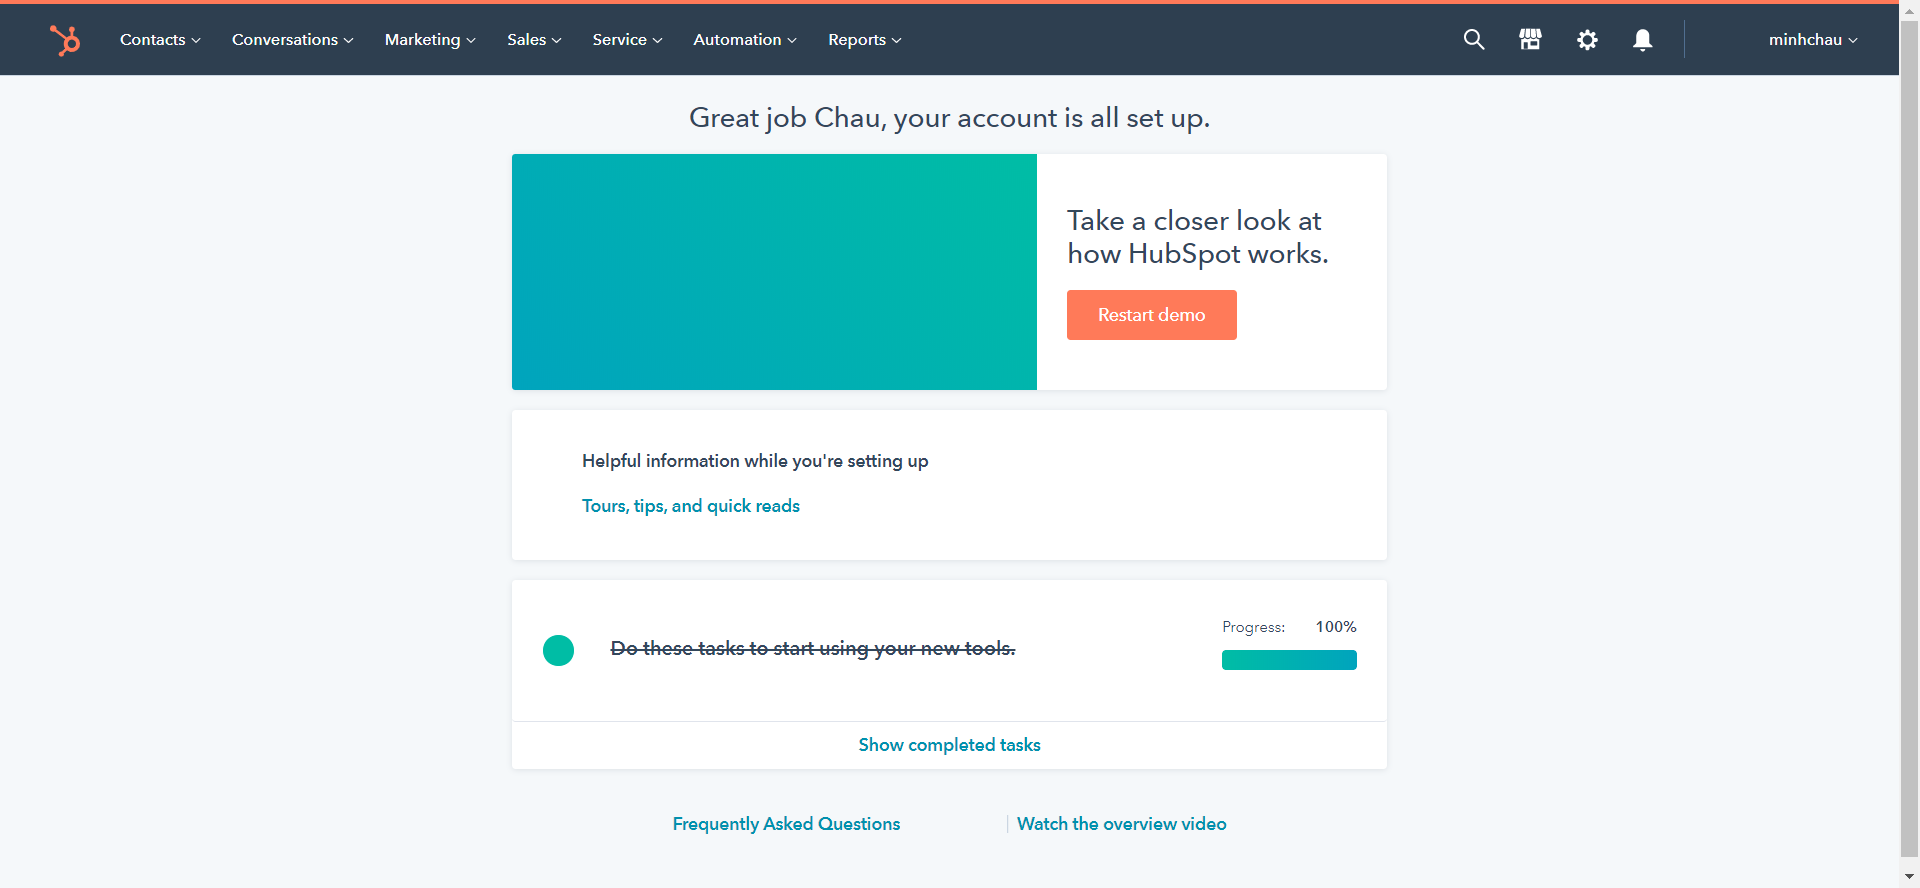 Contacts
Conversations
Marketing
Sales
Service
Automation
Reports
minhchau
Great job Chau, your account is all set up.
Take a closer look at
how HubSpot works.
Restart demo
Helpful information while you're setting up
Tours, tips, and quick reads
Do these tasks to start using your new tools.
Progress: 100%
Show completed tasks
Frequently Asked Questions
Watch the overview video